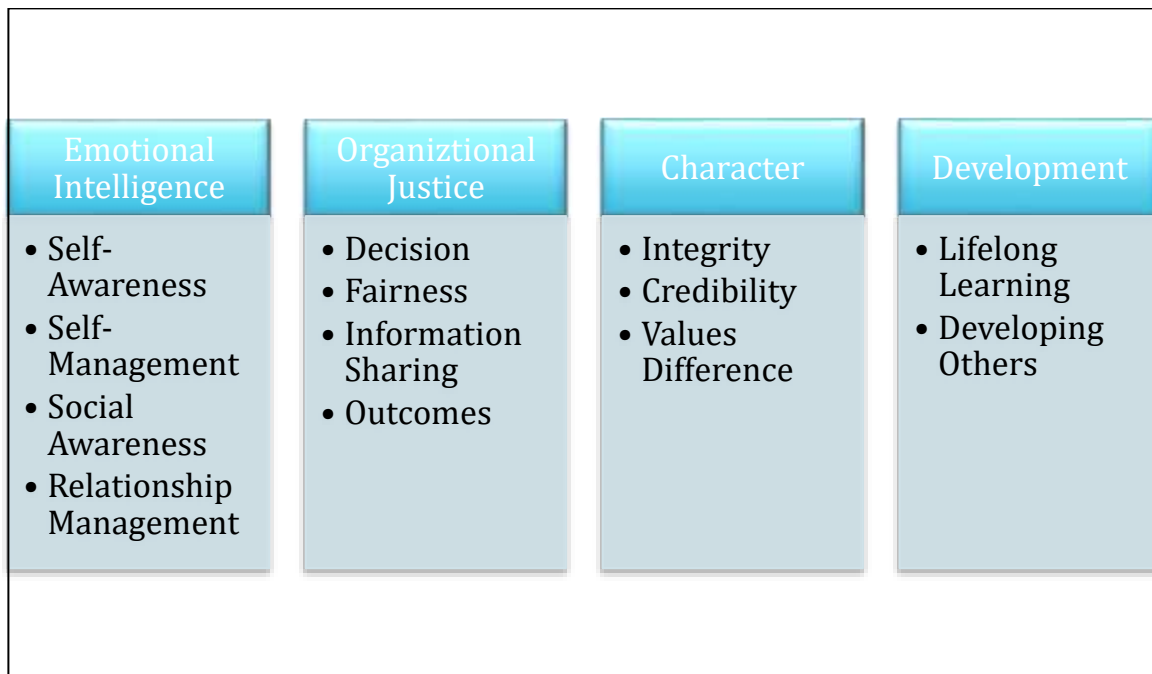 Emotional
Intelligence
• Self-
Awareness
• Self-
Management
• Social
Awareness
• Relationship
Management
Organiztional
Justice
• Decision
• Fairness
• Information
Sharing
• Outcomes
Character
• Integrity
• Credibility
• Values
Difference
Development
• Lifelong
Learning
• Developing
Others